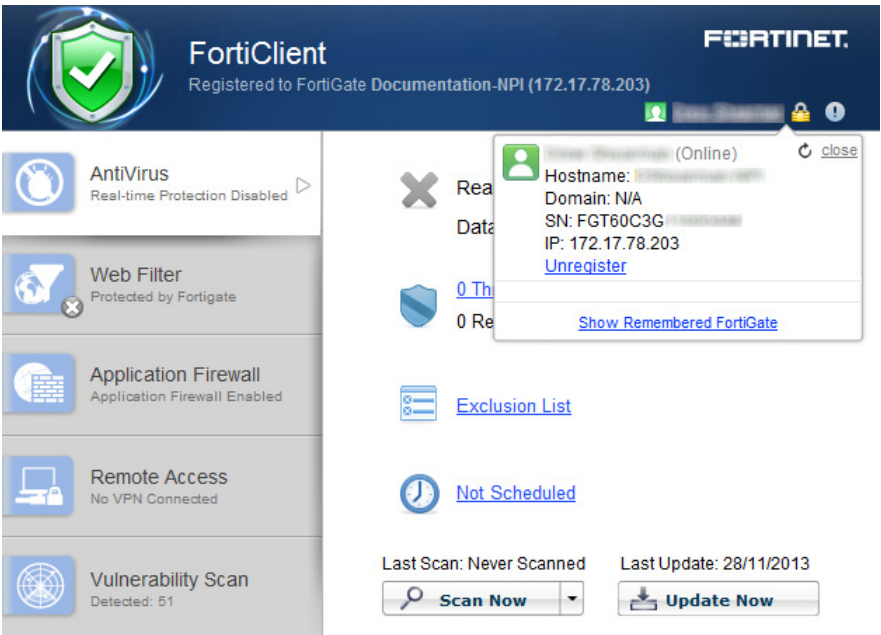 FortiClient
FORTINET
Registered to FortiGate Documentation-NPI (172.17.78.203)
(Online)
close
Hostname:
Domain: N/A
SN: FGT60C3G
IP: 172.17.78.203
Unregister
Show Remembered FortiGate
AntiVirus
Real-time Protection Disabled
Web Filter
Protected by Fortigate
Application Firewall
Application Firewall Enabled
Remote Access
No VPN Connected
Vulnerability Scan
Detected: 51
Rea
Data
0 Th
0 Re
Exclusion List
Not Scheduled
Last Scan: Never Scanned
Last Update: 28/11/2013
Scan Now
Update Now